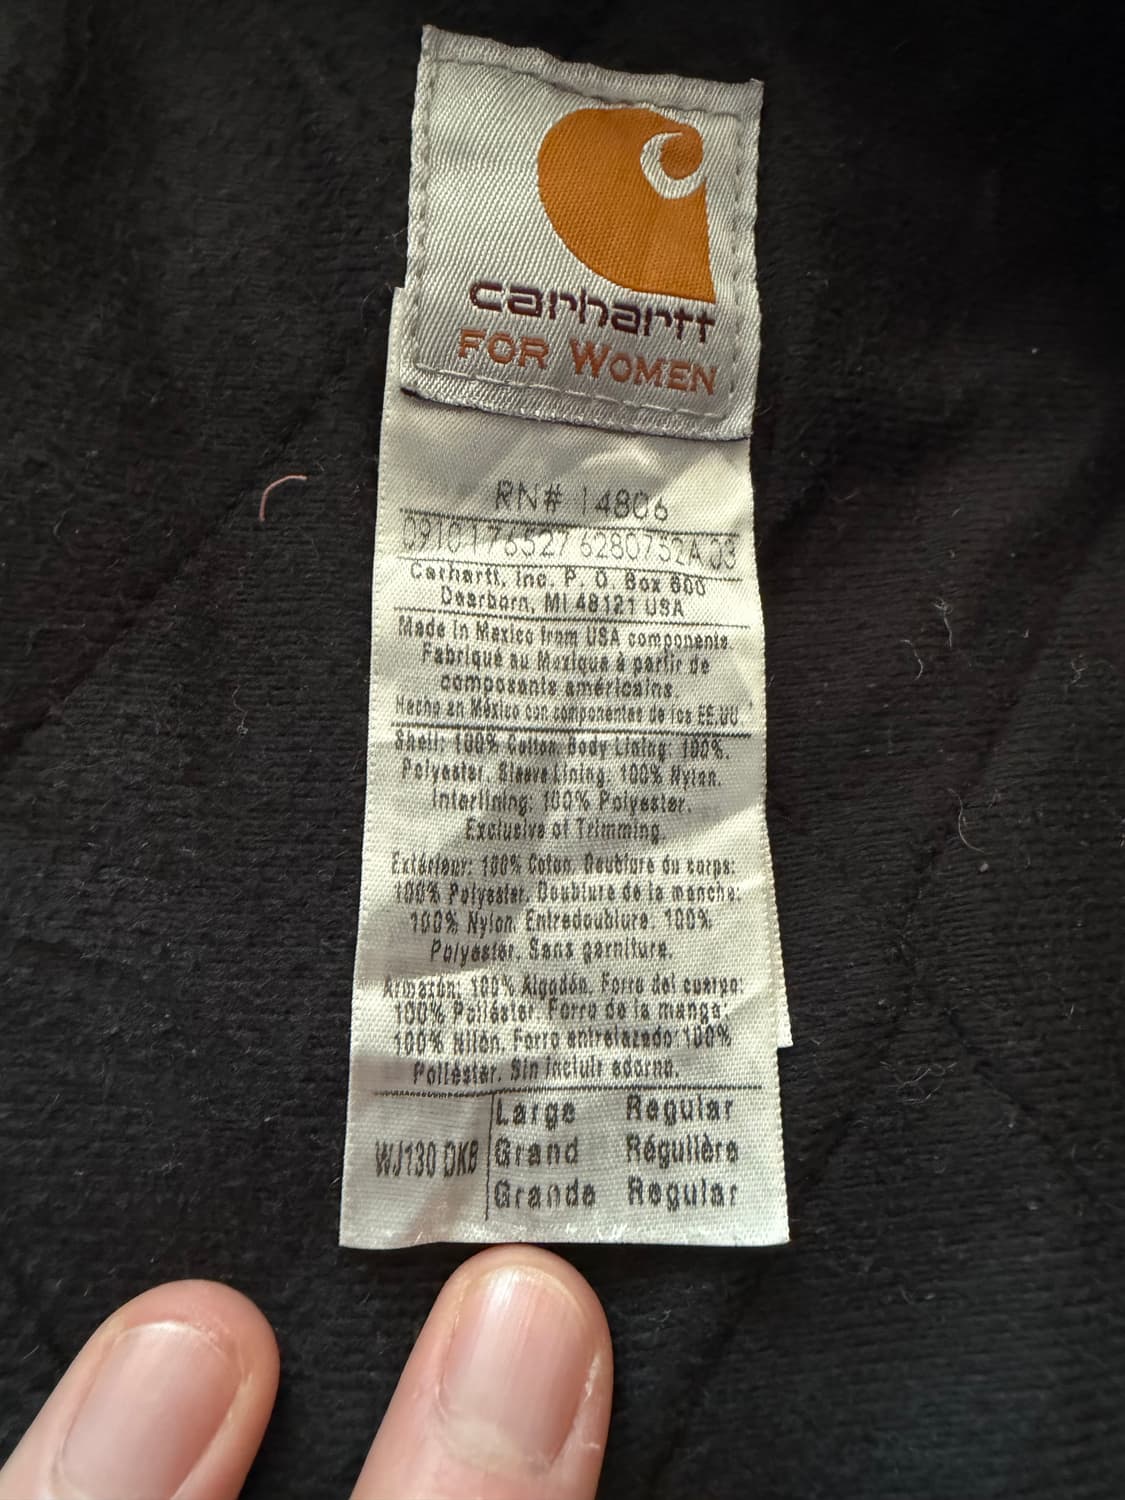 carhartt
FOR WOMEN
RN# 14806
0910176527 6280752A 03
Carhartt, Inc. P. O. Box 600
Dearborn, MI 48121 USA
Made in Mexico from USA components.
Fabriqué au Mexique à partir de
composants américains.
Hecho en México con componentes de los EE.UU.
Shell: 100% Cotton. Body Lining: 100%.
Polyester. Sleeve Lining: 100% Nylon.
Interlining: 100% Polyester.
Exclusive of Trimming.
Extérieur: 100% Coton. Doublure du corps:
100% Polyester. Doublure de la manche:
100% Nylon. Entredoublure: 100%
Polyester. Sans garniture.
Armazón: 100% Algodón. Forro del cuerpo:
100% Poliéster. Forro de la manga:
100% Nilón. Forro entrelazado 100%
Poliéster. Sin incluir adorno.
WJ130 DKB
Large Regular
Grand Régulière
Grande Regular